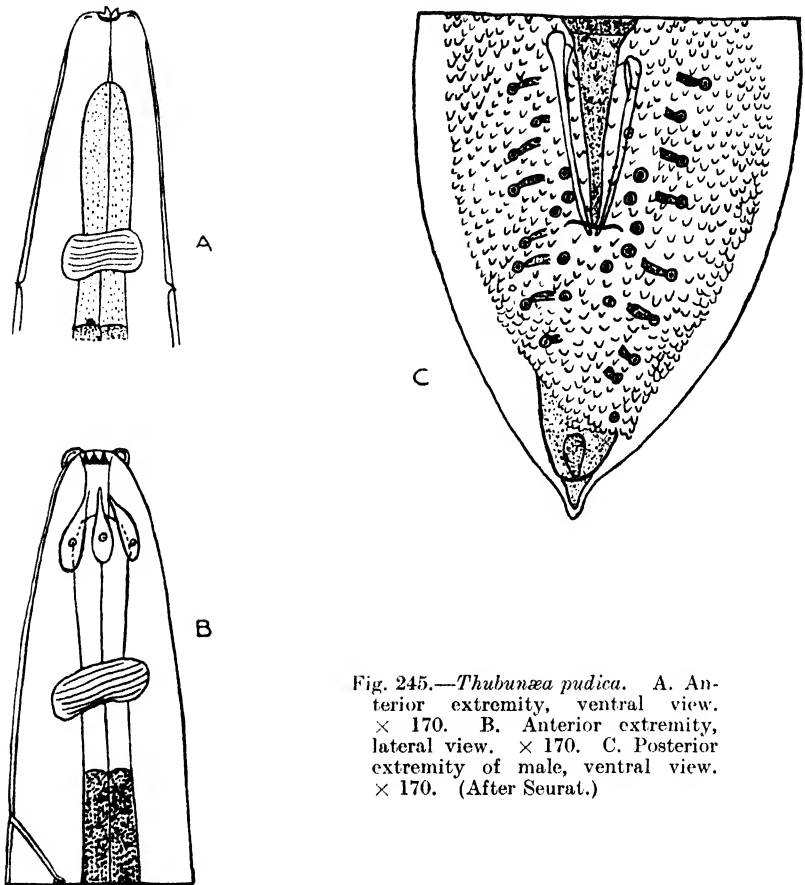 A
C
B
Fig. 245.—Thubunæa pudica. A. An-
terior extremity, ventral view.
× 170. B. Anterior extremity,
lateral view. × 170. C. Posterior
extremity of male, ventral view.
× 170. (After Seurat.)